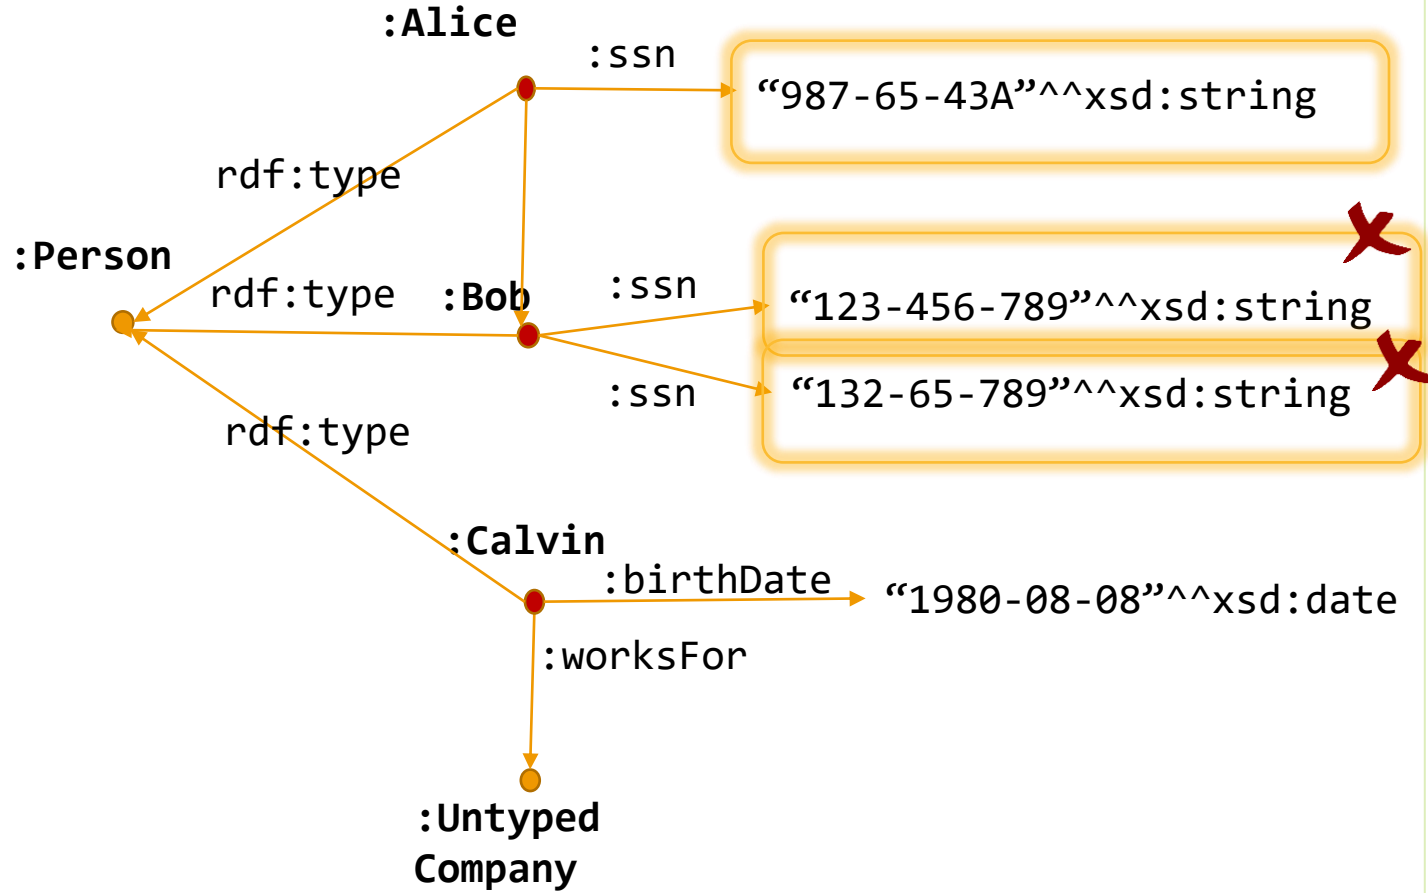 :Alice
:ssn
“987-65-43A”^^xsd:string
rdf:type
:Person
rdf:type
:Bob
:ssn
“123-456-789”^^xsd:string
:ssn
“132-65-789”^^xsd:string
rdf:type
:Calvin
:birthDate
“1980-08-08”^^xsd:date
:worksFor
:Untyped
Company